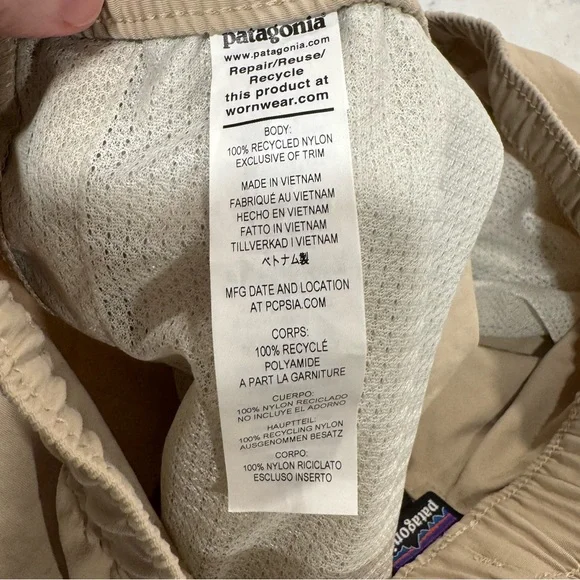 patagonia
www.patagonia.com
Repair/Reuse/
Recycle
this product at
wornwear.com
BODY:
100% RECYCLED NYLON
EXCLUSIVE OF TRIM
MADE IN VIETNAM
FABRIQUÉ AU VIETNAM
HECHO EN VIETNAM
FATTO IN VIETNAM
TILLVERKAD I VIETNAM
ベトナム製
MFG DATE AND LOCATION
AT PCPSIA.COM
CORPS:
100% RECYCLÉ
POLYAMIDE
A PART LA GARNITURE
CUERPO:
100% NYLON RECICLADO
NO INCLUYE EL ADORNO
HAUPTTEIL:
100% RECYCLING NYLON
AUSGENOMMEN BESATZ
CORPO:
100% NYLON RICICLATO
ESCLUSO INSERTO
patagonia